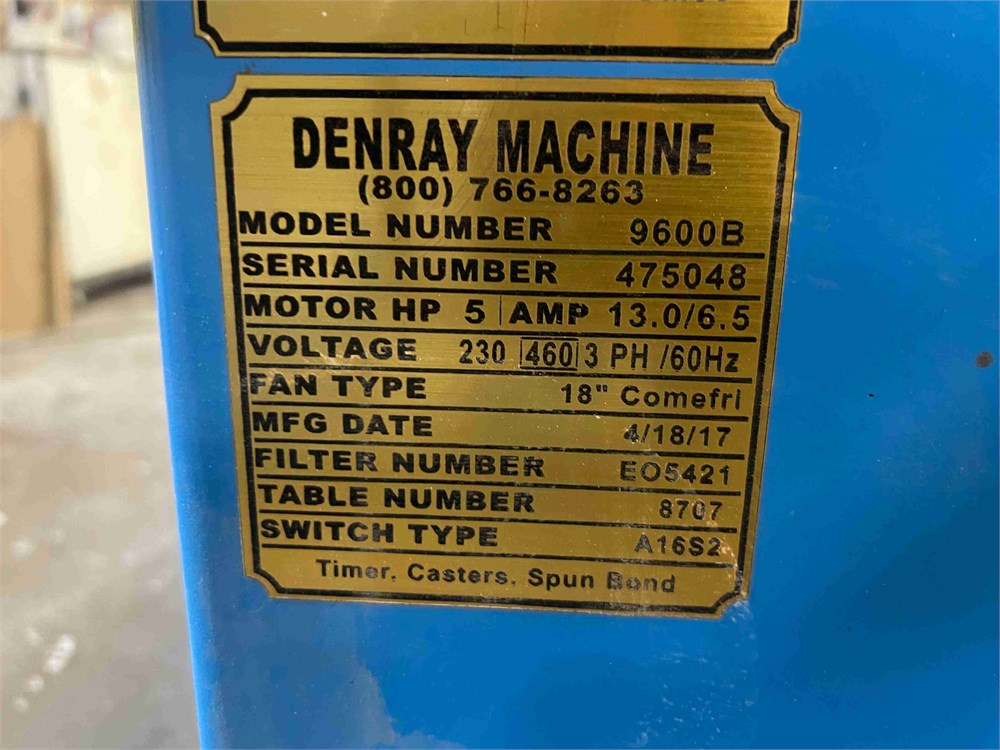 DENRAY MACHINE
(800) 766-8263
MODEL NUMBER 9600B
SERIAL NUMBER 475048
MOTOR HP 5 | AMP 13.0/6.5
VOLTAGE 230 460 3 PH /60Hz
FAN TYPE 18" Comefri
MFG DATE 4/18/17
FILTER NUMBER EO5421
TABLE NUMBER 8707
SWITCH TYPE A16S2
Timer, Casters, Spun Bond